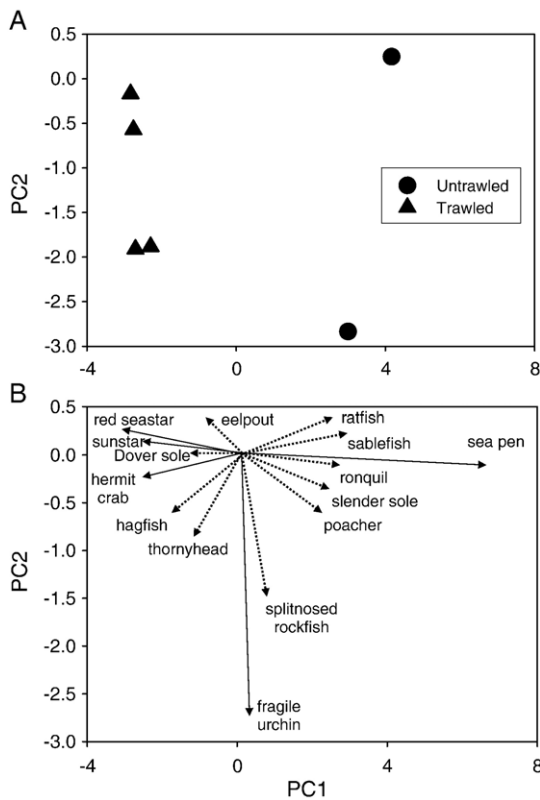 A
0.5
0.0
-0.5
-1.0
-1.5
-2.0
-2.5
-3.0
PC2
Untrawled
Trawled
-4 0 4 8
B
0.5
0.0
-0.5
-1.0
-1.5
-2.0
-2.5
-3.0
PC2
red seastar
eelpout
ratfish
sunstar
sablefish
sea pen
Dover sole
hermit
crab
ronquil
slender sole
hagfish
poacher
thornyhead
splitnosed
rockfish
fragile
urchin
-4 0 4 8
PC1